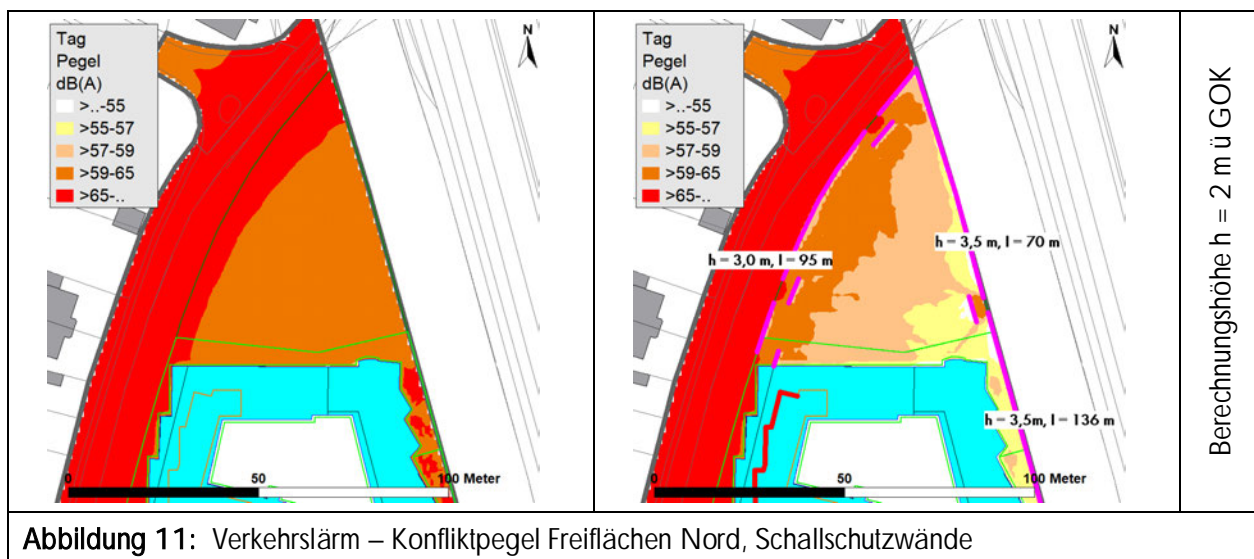 Tag
Pegel
dB(A)
>..-55
>55-57
>57-59
>59-65
>65-..
N
0
50
100 Meter
Tag
Pegel
dB(A)
>..-55
>55-57
>57-59
>59-65
>65-..
N
h = 3,5 m, l = 70 m
h = 3,0 m, l = 95 m
h = 3,5m, l = 136 m
0
50
100 Meter
Berechnungshöhe h = 2 m ü GOK
Abbildung 11: Verkehrslärm – Konfliktpegel Freiflächen Nord, Schallschutzwände